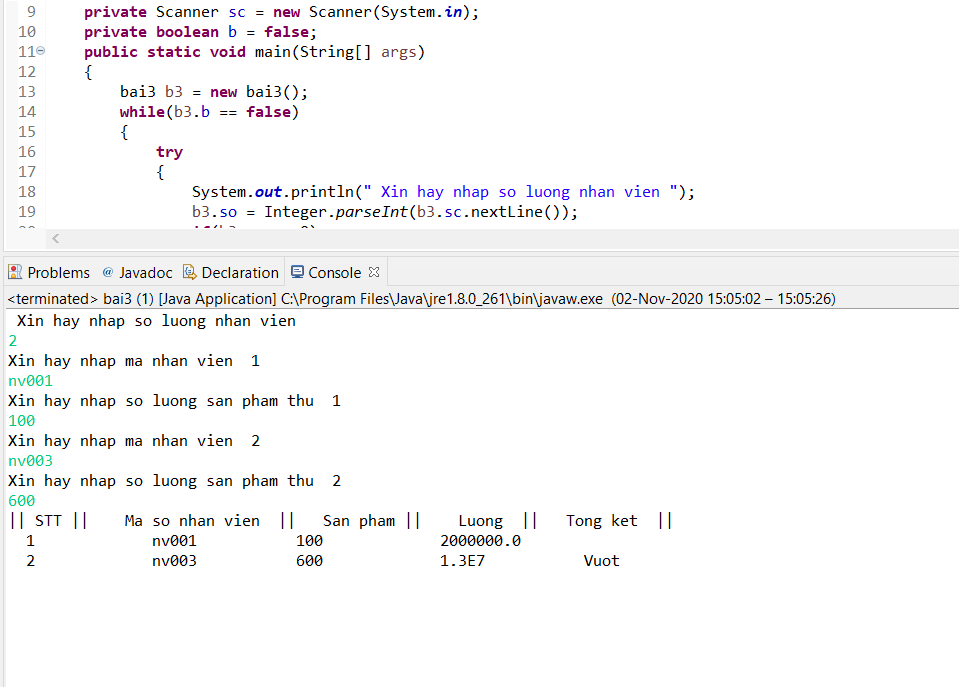 9 private Scanner sc = new Scanner(System.in);
10 private boolean b = false;
11 public static void main(String[] args)
12 {
13 bai3 b3 = new bai3();
14 while(b3.b == false)
15 {
16 try
17 {
18 System.out.println(" Xin hay nhap so luong nhan vien ");
19 b3.so = Integer.parseInt(b3.sc.nextLine());
Problems @ Javadoc Declaration Console
<terminated> bai3 (1) [Java Application] C:\Program Files\Java\jre1.8.0_261\bin\javaw.exe (02-Nov-2020 15:05:02 – 15:05:26)
Xin hay nhap so luong nhan vien
2
Xin hay nhap ma nhan vien  1
nv001
Xin hay nhap so luong san pham thu  1
100
Xin hay nhap ma nhan vien  2
nv003
Xin hay nhap so luong san pham thu  2
600
|| STT ||    Ma so nhan vien  ||   San pham ||    Luong  ||   Tong ket  ||
1 nv001 100 2000000.0
2 nv003 600 1.3E7 Vuot